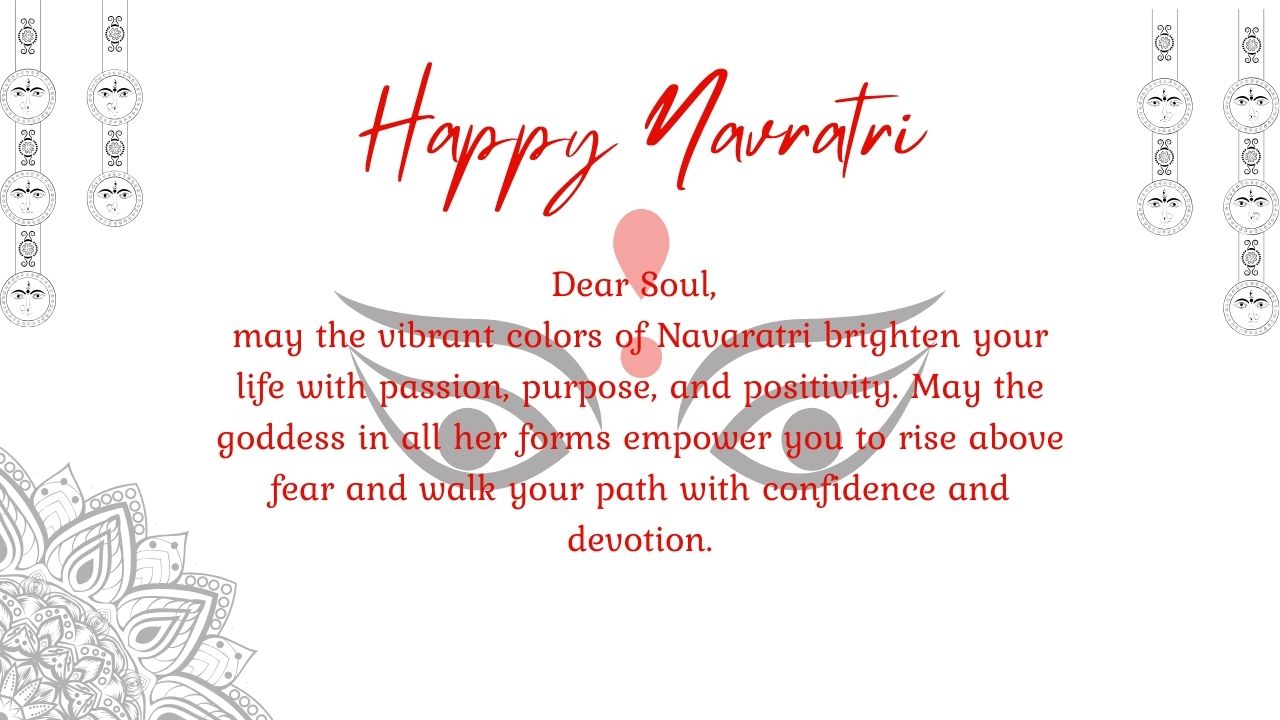 Happy Navratri
Dear Soul,
may the vibrant colors of Navaratri brighten your
life with passion, purpose, and positivity. May the
goddess in all her forms empower you to rise above
fear and walk your path with confidence and
devotion.